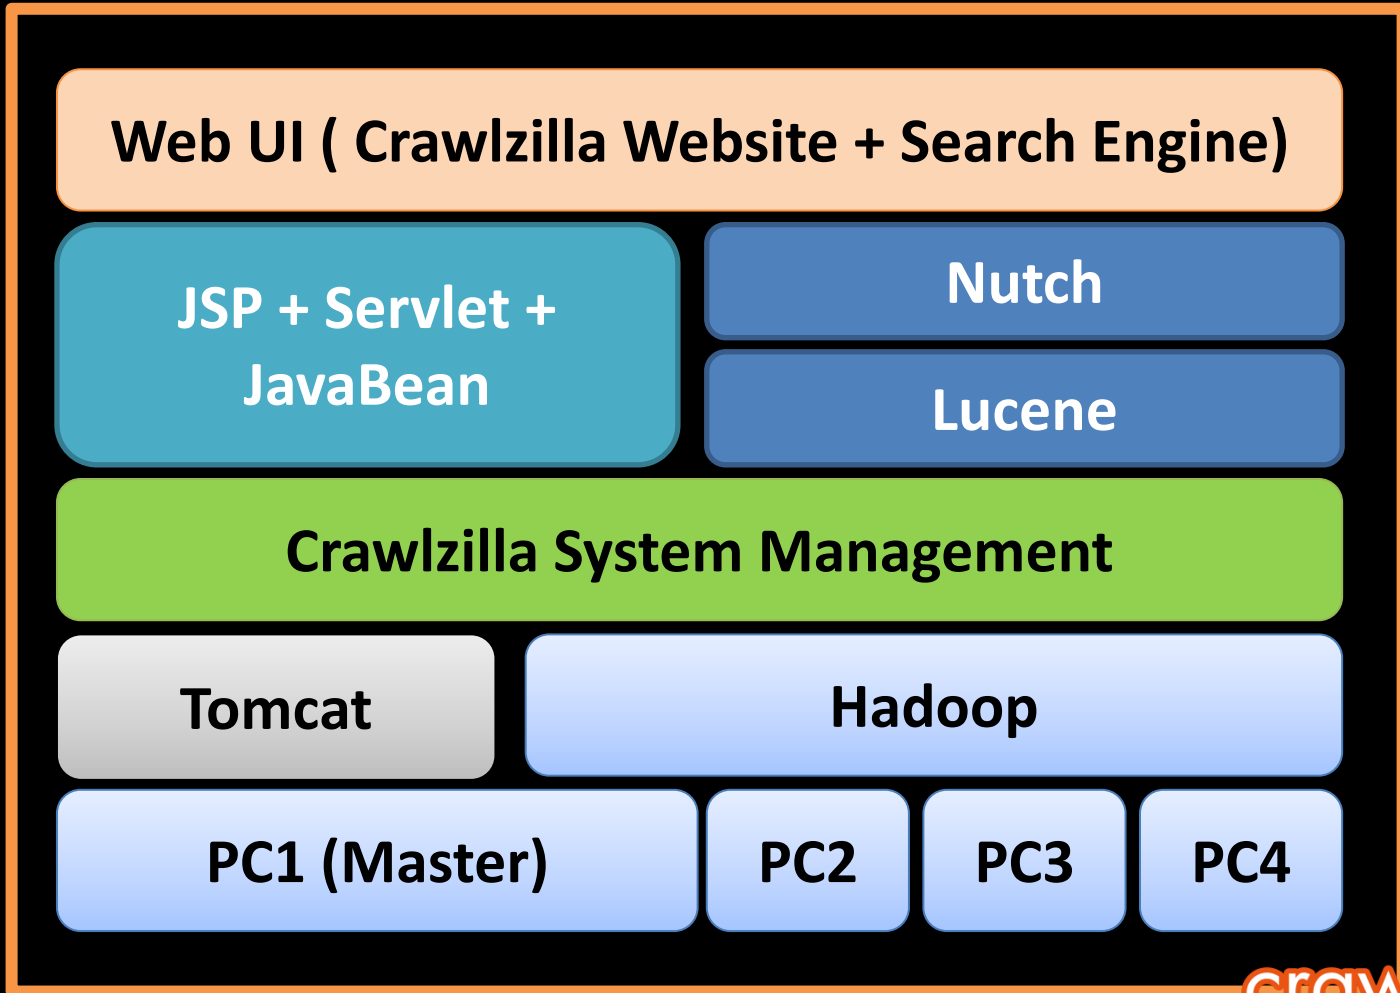 Web UI ( Crawlzilla Website + Search Engine)
JSP + Servlet +
JavaBean
Nutch
Lucene
Crawlzilla System Management
Tomcat
Hadoop
PC1 (Master)
PC2
PC3
PC4